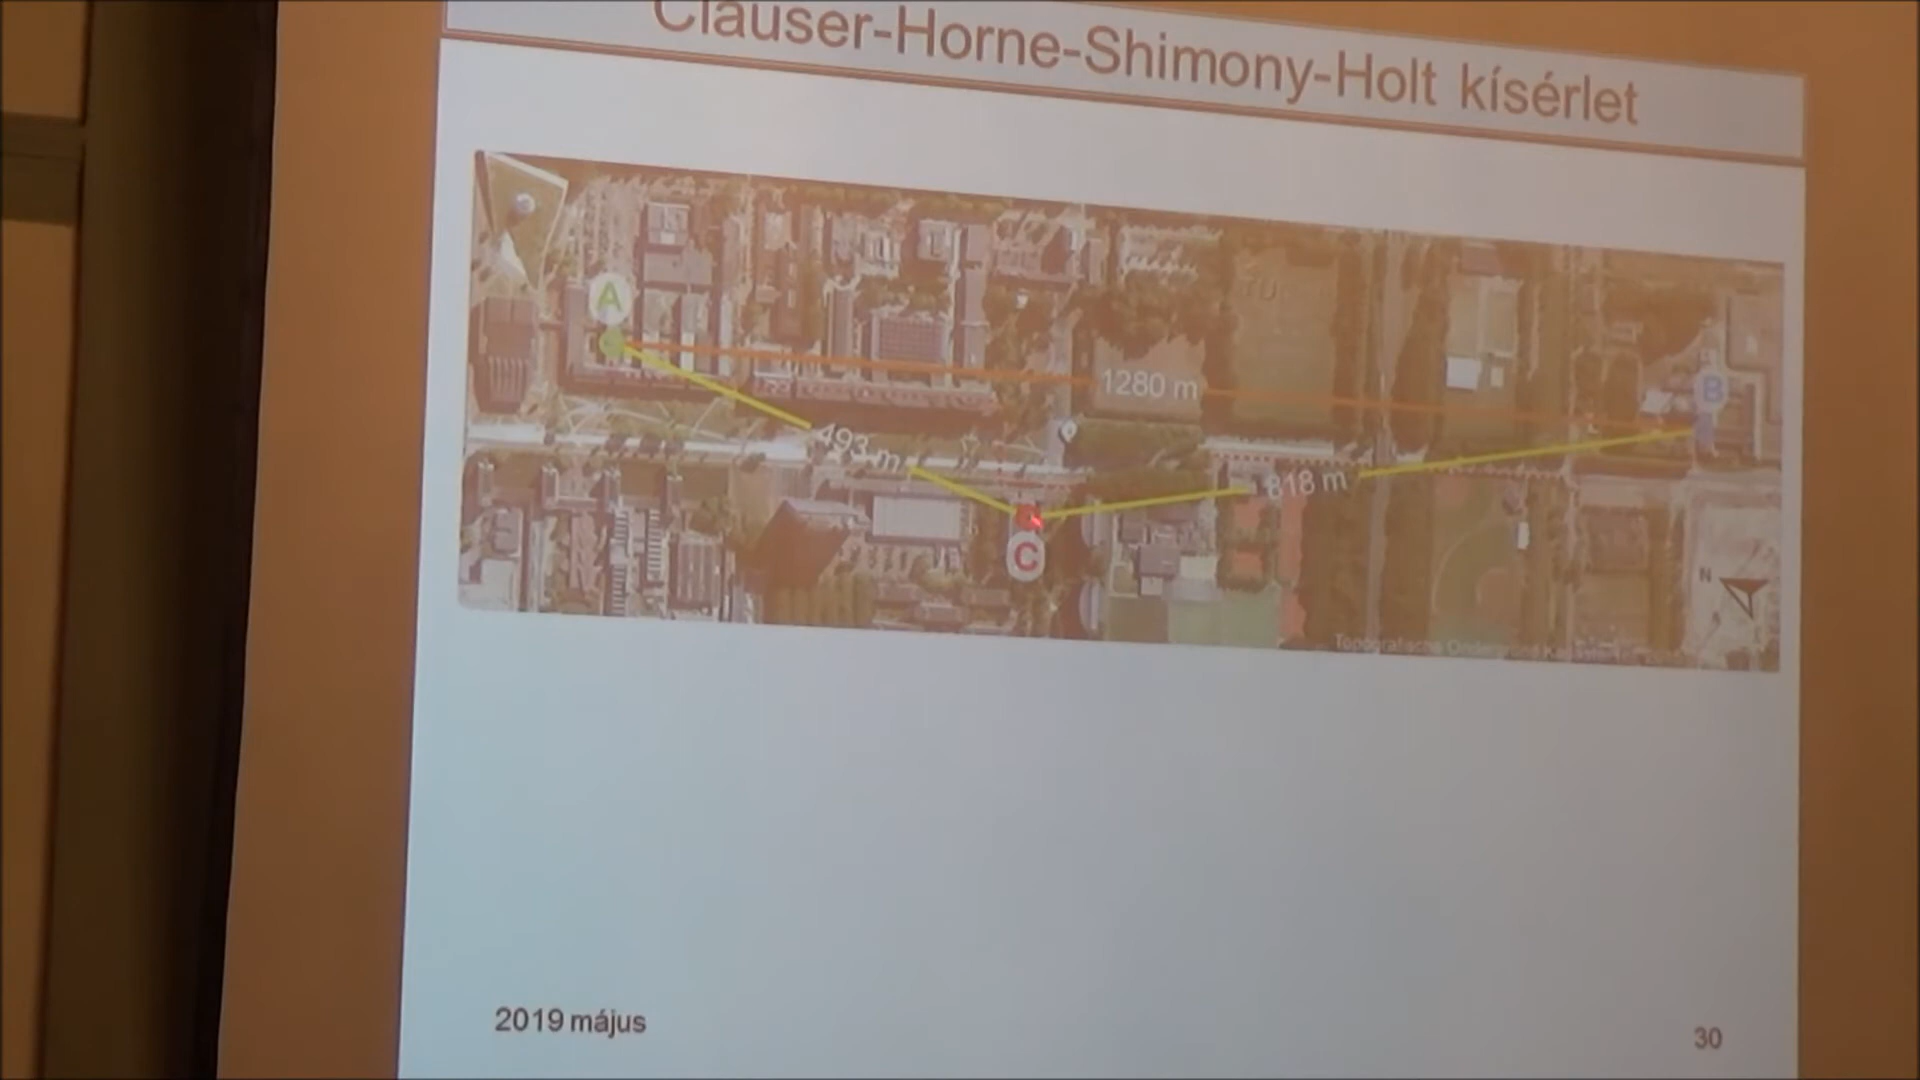 Clauser-Horne-Shimony-Holt kísérlet
A
1280 m
B
493 m
818 m
C
N
2019 május
30